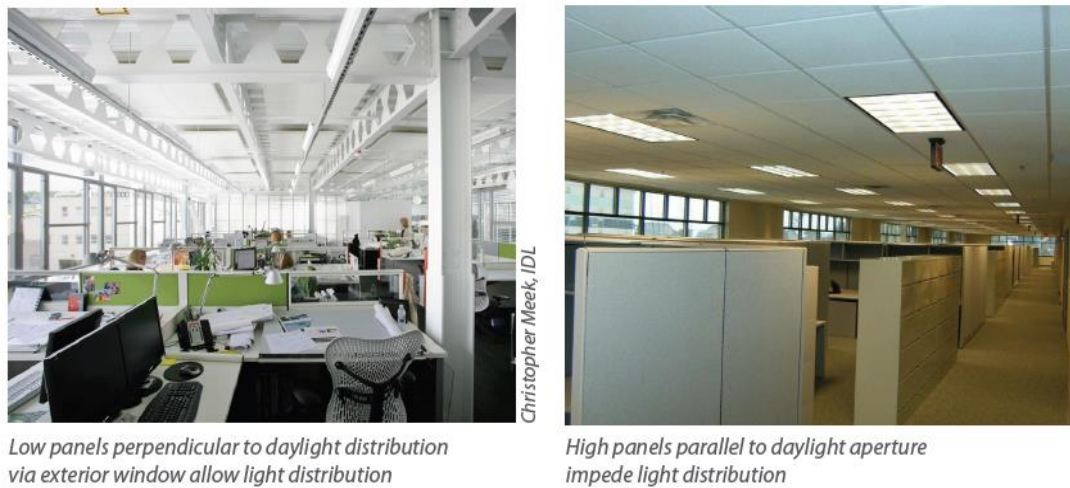 Christopher Meek, IDL
Low panels perpendicular to daylight distribution
via exterior window allow light distribution
High panels parallel to daylight aperture
impede light distribution